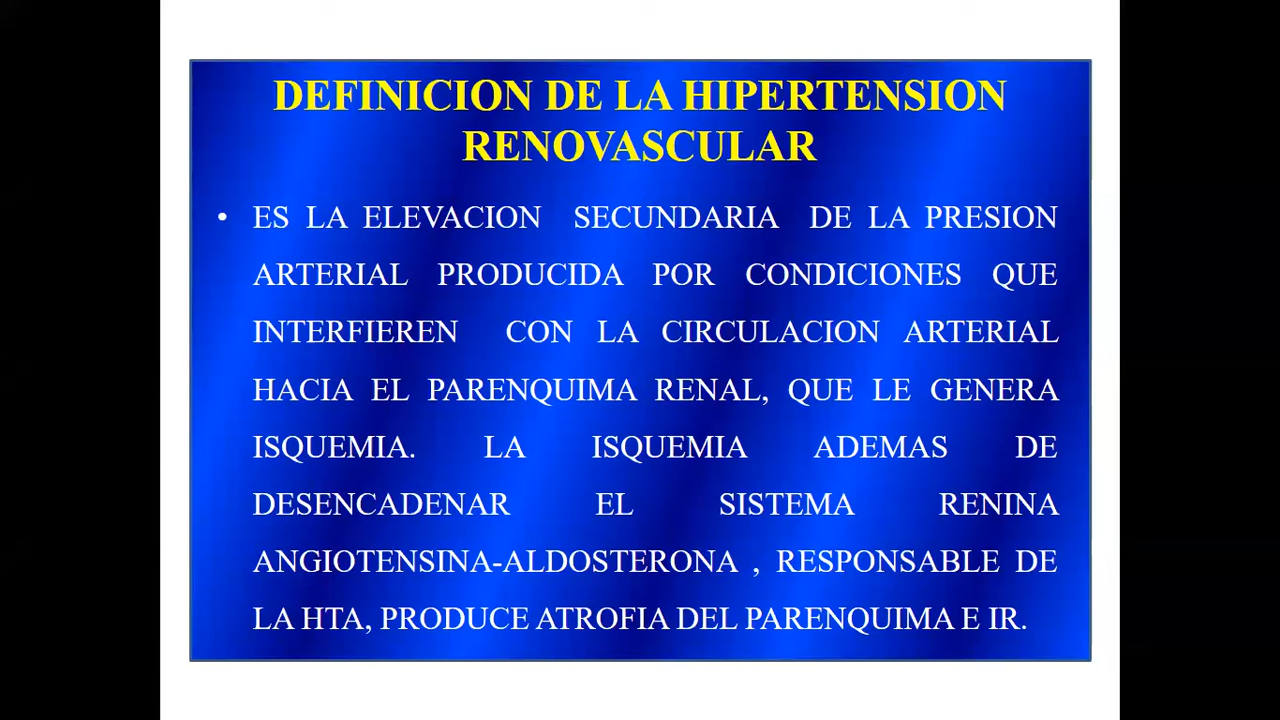 DEFINICION DE LA HIPERTENSION
RENOVASCULAR
• ES LA ELEVACION SECUNDARIA DE LA PRESION
ARTERIAL PRODUCIDA POR CONDICIONES QUE
INTERFIEREN CON LA CIRCULACION ARTERIAL
HACIA EL PARENQUIMA RENAL, QUE LE GENERA
ISQUEMIA. LA ISQUEMIA ADEMAS DE
DESENCADENAR EL SISTEMA RENINA
ANGIOTENSINA-ALDOSTERONA , RESPONSABLE DE
LA HTA, PRODUCE ATROFIA DEL PARENQUIMA E IR.